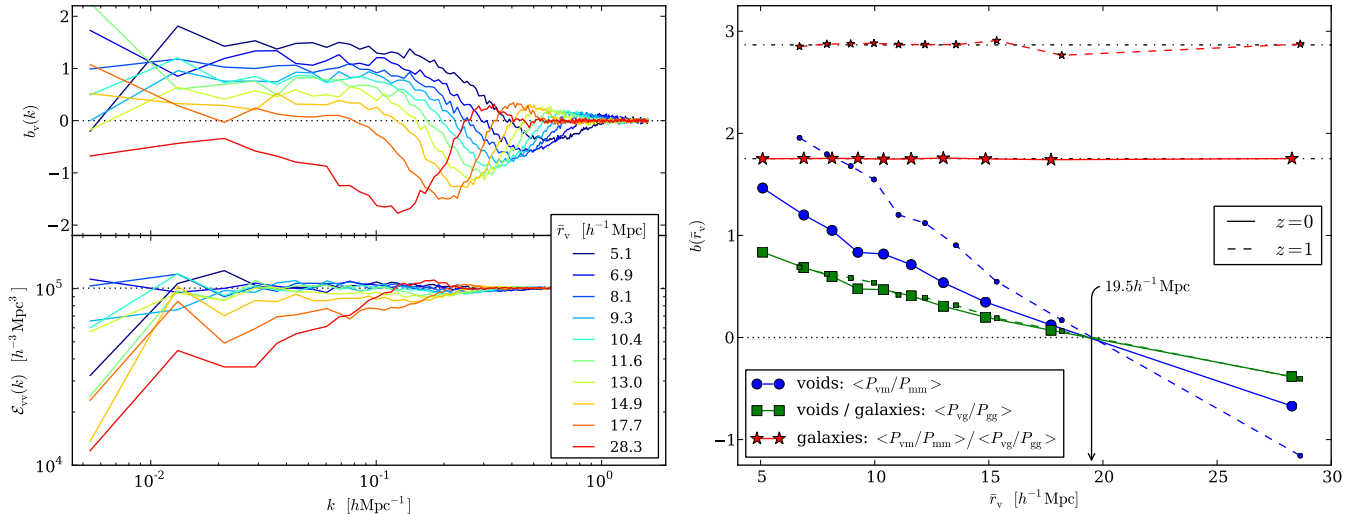 2
1
0
−1
−2
b_v(k)
10^5
10^4
ℰ_vv(k) [h^−3 Mpc^3]
r̄_v [h^−1 Mpc]
5.1
6.9
8.1
9.3
10.4
11.6
13.0
14.9
17.7
28.3
10^−2
10^−1
10^0
k [hMpc^−1]
3
2
1
0
−1
b(r̄_v)
z=0
z=1
19.5h^−1 Mpc
voids: <P_vm/P_mm>
voids / galaxies: <P_vg/P_gg>
galaxies: <P_vm/P_mm>/<P_vg/P_gg>
5
10
15
20
25
30
r̄_v [h^−1 Mpc]